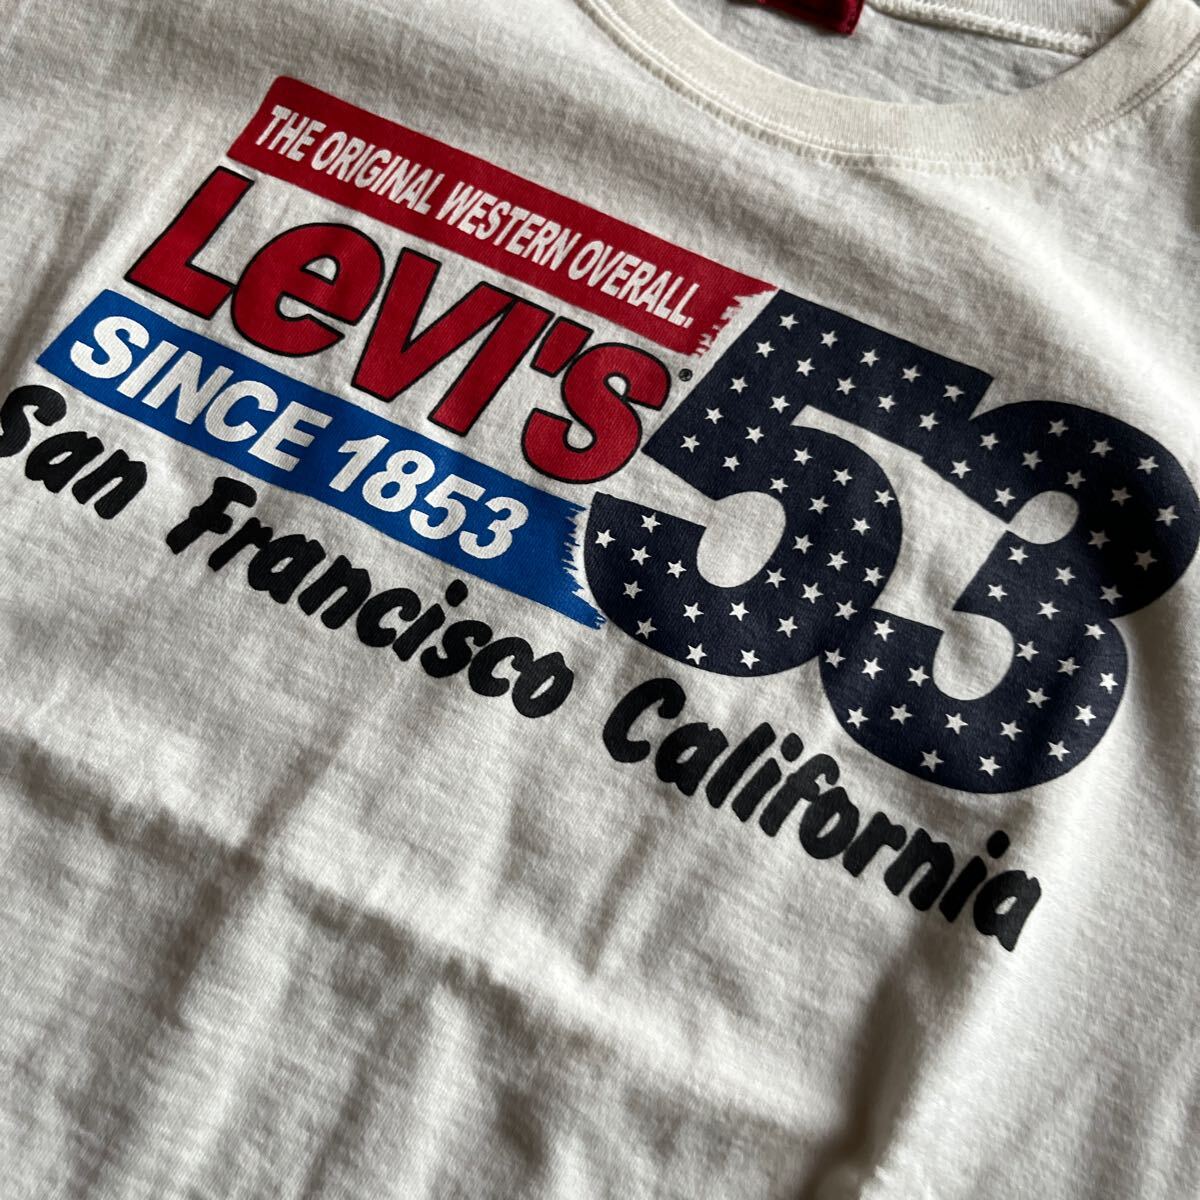 THE ORIGINAL WESTERN OVERALL.
LeVI'S®
53
SINCE 1853
San Francisco California